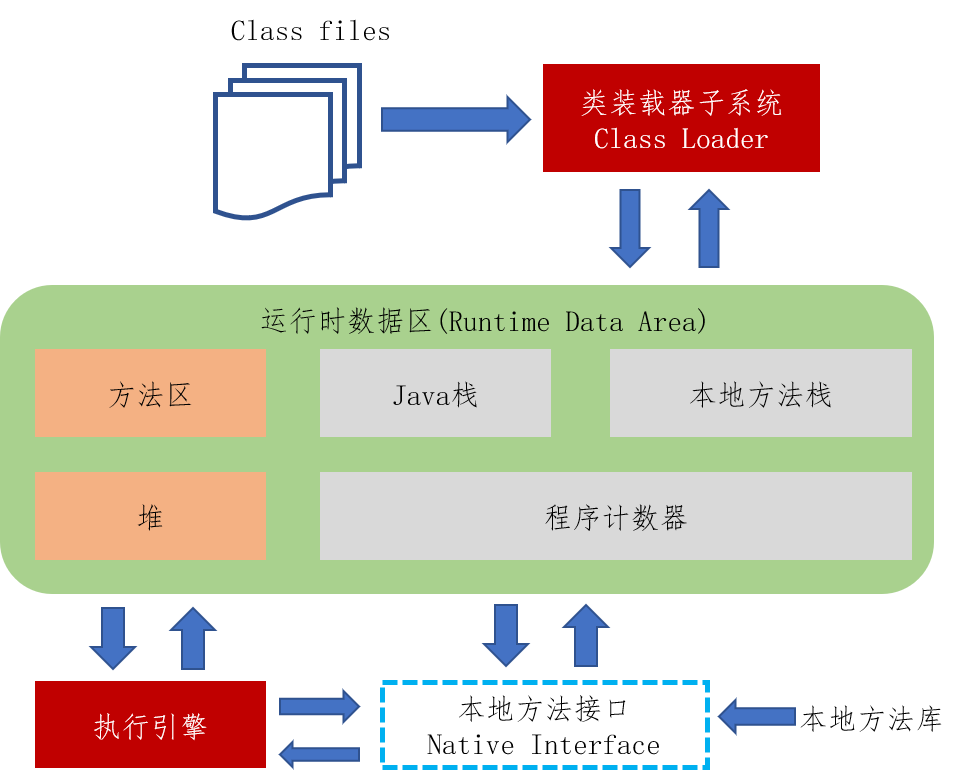 Class files
类装载器子系统
Class Loader
运行时数据区(Runtime Data Area)
方法区
Java栈
本地方法栈
堆
程序计数器
执行引擎
本地方法接口
Native Interface
本地方法库